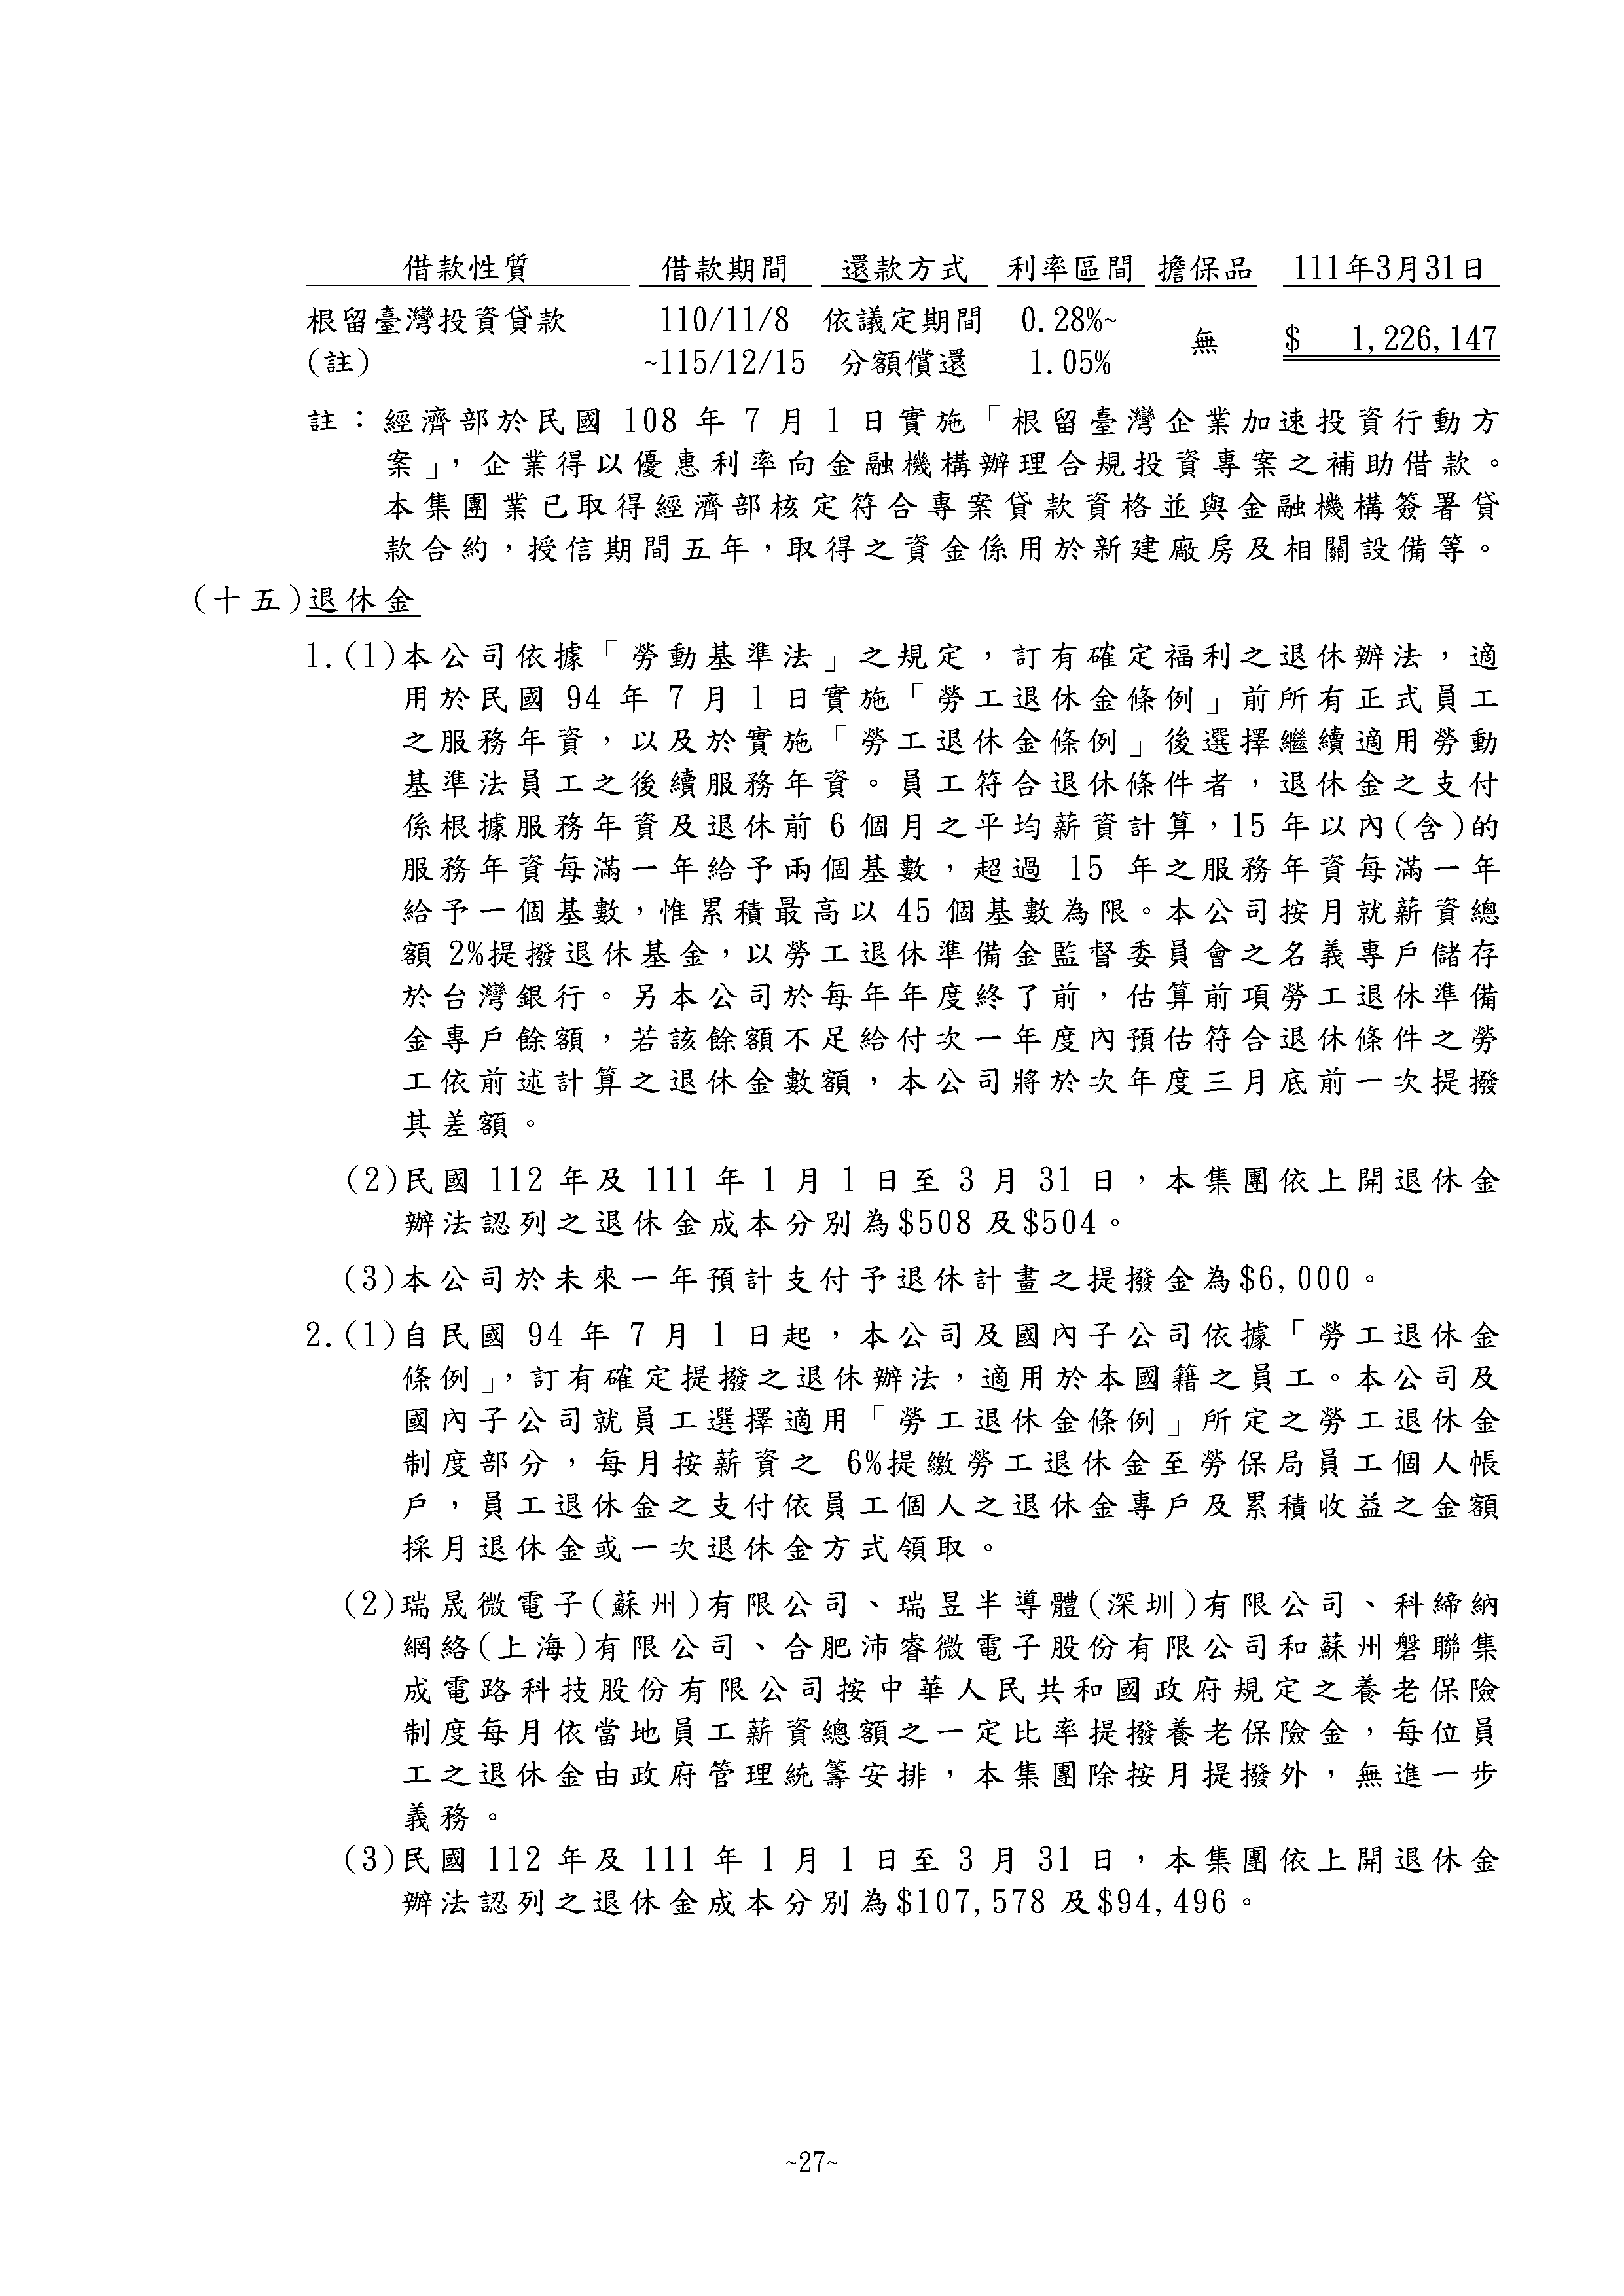 借款性質 借款期間 還款方式 利率區間 擔保品 111年3月31日
根留臺灣投資貸款 110/11/8 依議定期間 0.28%~
(註) ~115/12/15 分額償還 1.05% 無 $ 1,226,147
註：經濟部於民國 108 年 7 月 1 日實施「根留臺灣企業加速投資行動方
案」，企業得以優惠利率向金融機構辦理合規投資專案之補助借款。
本集團業已取得經濟部核定符合專案貸款資格並與金融機構簽署貸
款合約，授信期間五年，取得之資金係用於新建廠房及相關設備等。
(十五)退休金
1.(1)本公司依據「勞動基準法」之規定，訂有確定福利之退休辦法，適
用於民國 94 年 7 月 1 日實施「勞工退休金條例」前所有正式員工
之服務年資，以及於實施「勞工退休金條例」後選擇繼續適用勞動
基準法員工之後續服務年資。員工符合退休條件者，退休金之支付
係根據服務年資及退休前 6 個月之平均薪資計算，15 年以內(含)的
服務年資每滿一年給予兩個基數，超過 15 年之服務年資每滿一年
給予一個基數，惟累積最高以 45 個基數為限。本公司按月就薪資總
額 2%提撥退休基金，以勞工退休準備金監督委員會之名義專戶儲存
於台灣銀行。另本公司於每年年度終了前，估算前項勞工退休準備
金專戶餘額，若該餘額不足給付次一年度內預估符合退休條件之勞
工依前述計算之退休金數額，本公司將於次年度三月底前一次提撥
其差額。
(2)民國 112 年及 111 年 1 月 1 日至 3 月 31 日，本集團依上開退休金
辦法認列之退休金成本分別為$508 及$504。
(3)本公司於未來一年預計支付予退休計畫之提撥金為$6,000。
2.(1)自民國 94 年 7 月 1 日起，本公司及國內子公司依據「勞工退休金
條例」，訂有確定提撥之退休辦法，適用於本國籍之員工。本公司及
國內子公司就員工選擇適用「勞工退休金條例」所定之勞工退休金
制度部分，每月按薪資之 6%提繳勞工退休金至勞保局員工個人帳
戶，員工退休金之支付依員工個人之退休金專戶及累積收益之金額
採月退休金或一次退休金方式領取。
(2)瑞晟微電子(蘇州)有限公司、瑞昱半導體(深圳)有限公司、科締納
網絡(上海)有限公司、合肥沛睿微電子股份有限公司和蘇州磐聯集
成電路科技股份有限公司按中華人民共和國政府規定之養老保險
制度每月依當地員工薪資總額之一定比率提撥養老保險金，每位員
工之退休金由政府管理統籌安排，本集團除按月提撥外，無進一步
義務。
(3)民國 112 年及 111 年 1 月 1 日至 3 月 31 日，本集團依上開退休金
辦法認列之退休金成本分別為$107,578 及$94,496。
~27~